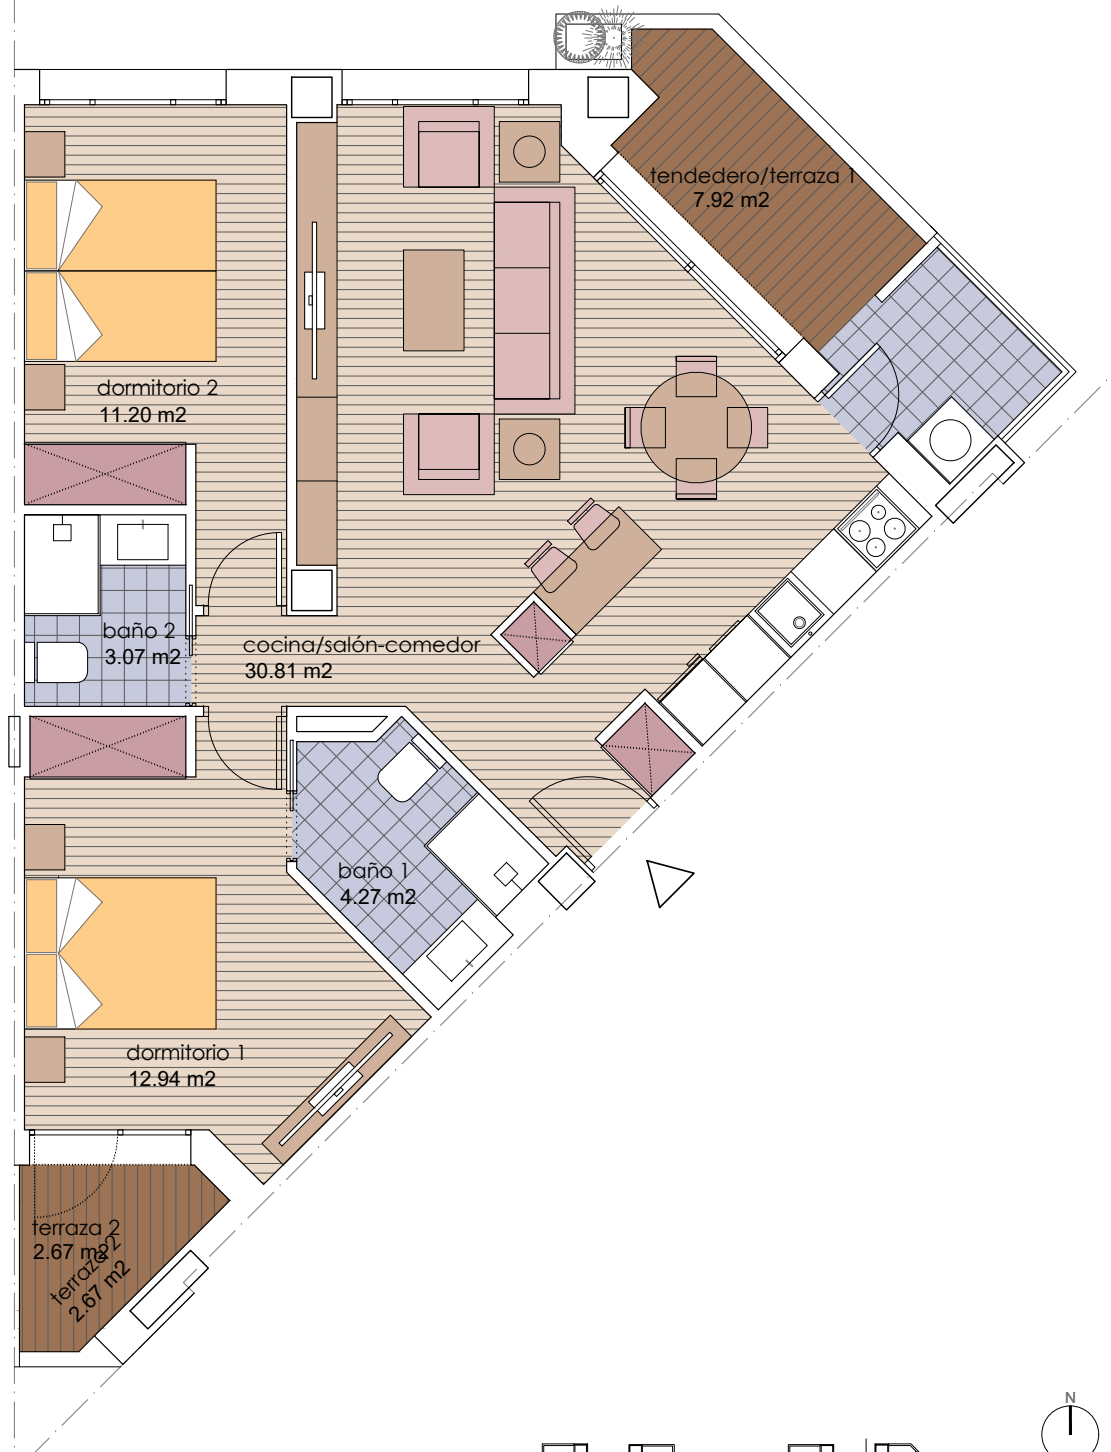 tendedero/terraza 1
7.92 m2
dormitorio 2
11.20 m2
baño 2
3.07 m2
cocina/salón-comedor
30.81 m2
baño 1
4.27 m2
dormitorio 1
12.94 m2
terraza 2
2.67 m2
terraza 2
2.67 m2
N